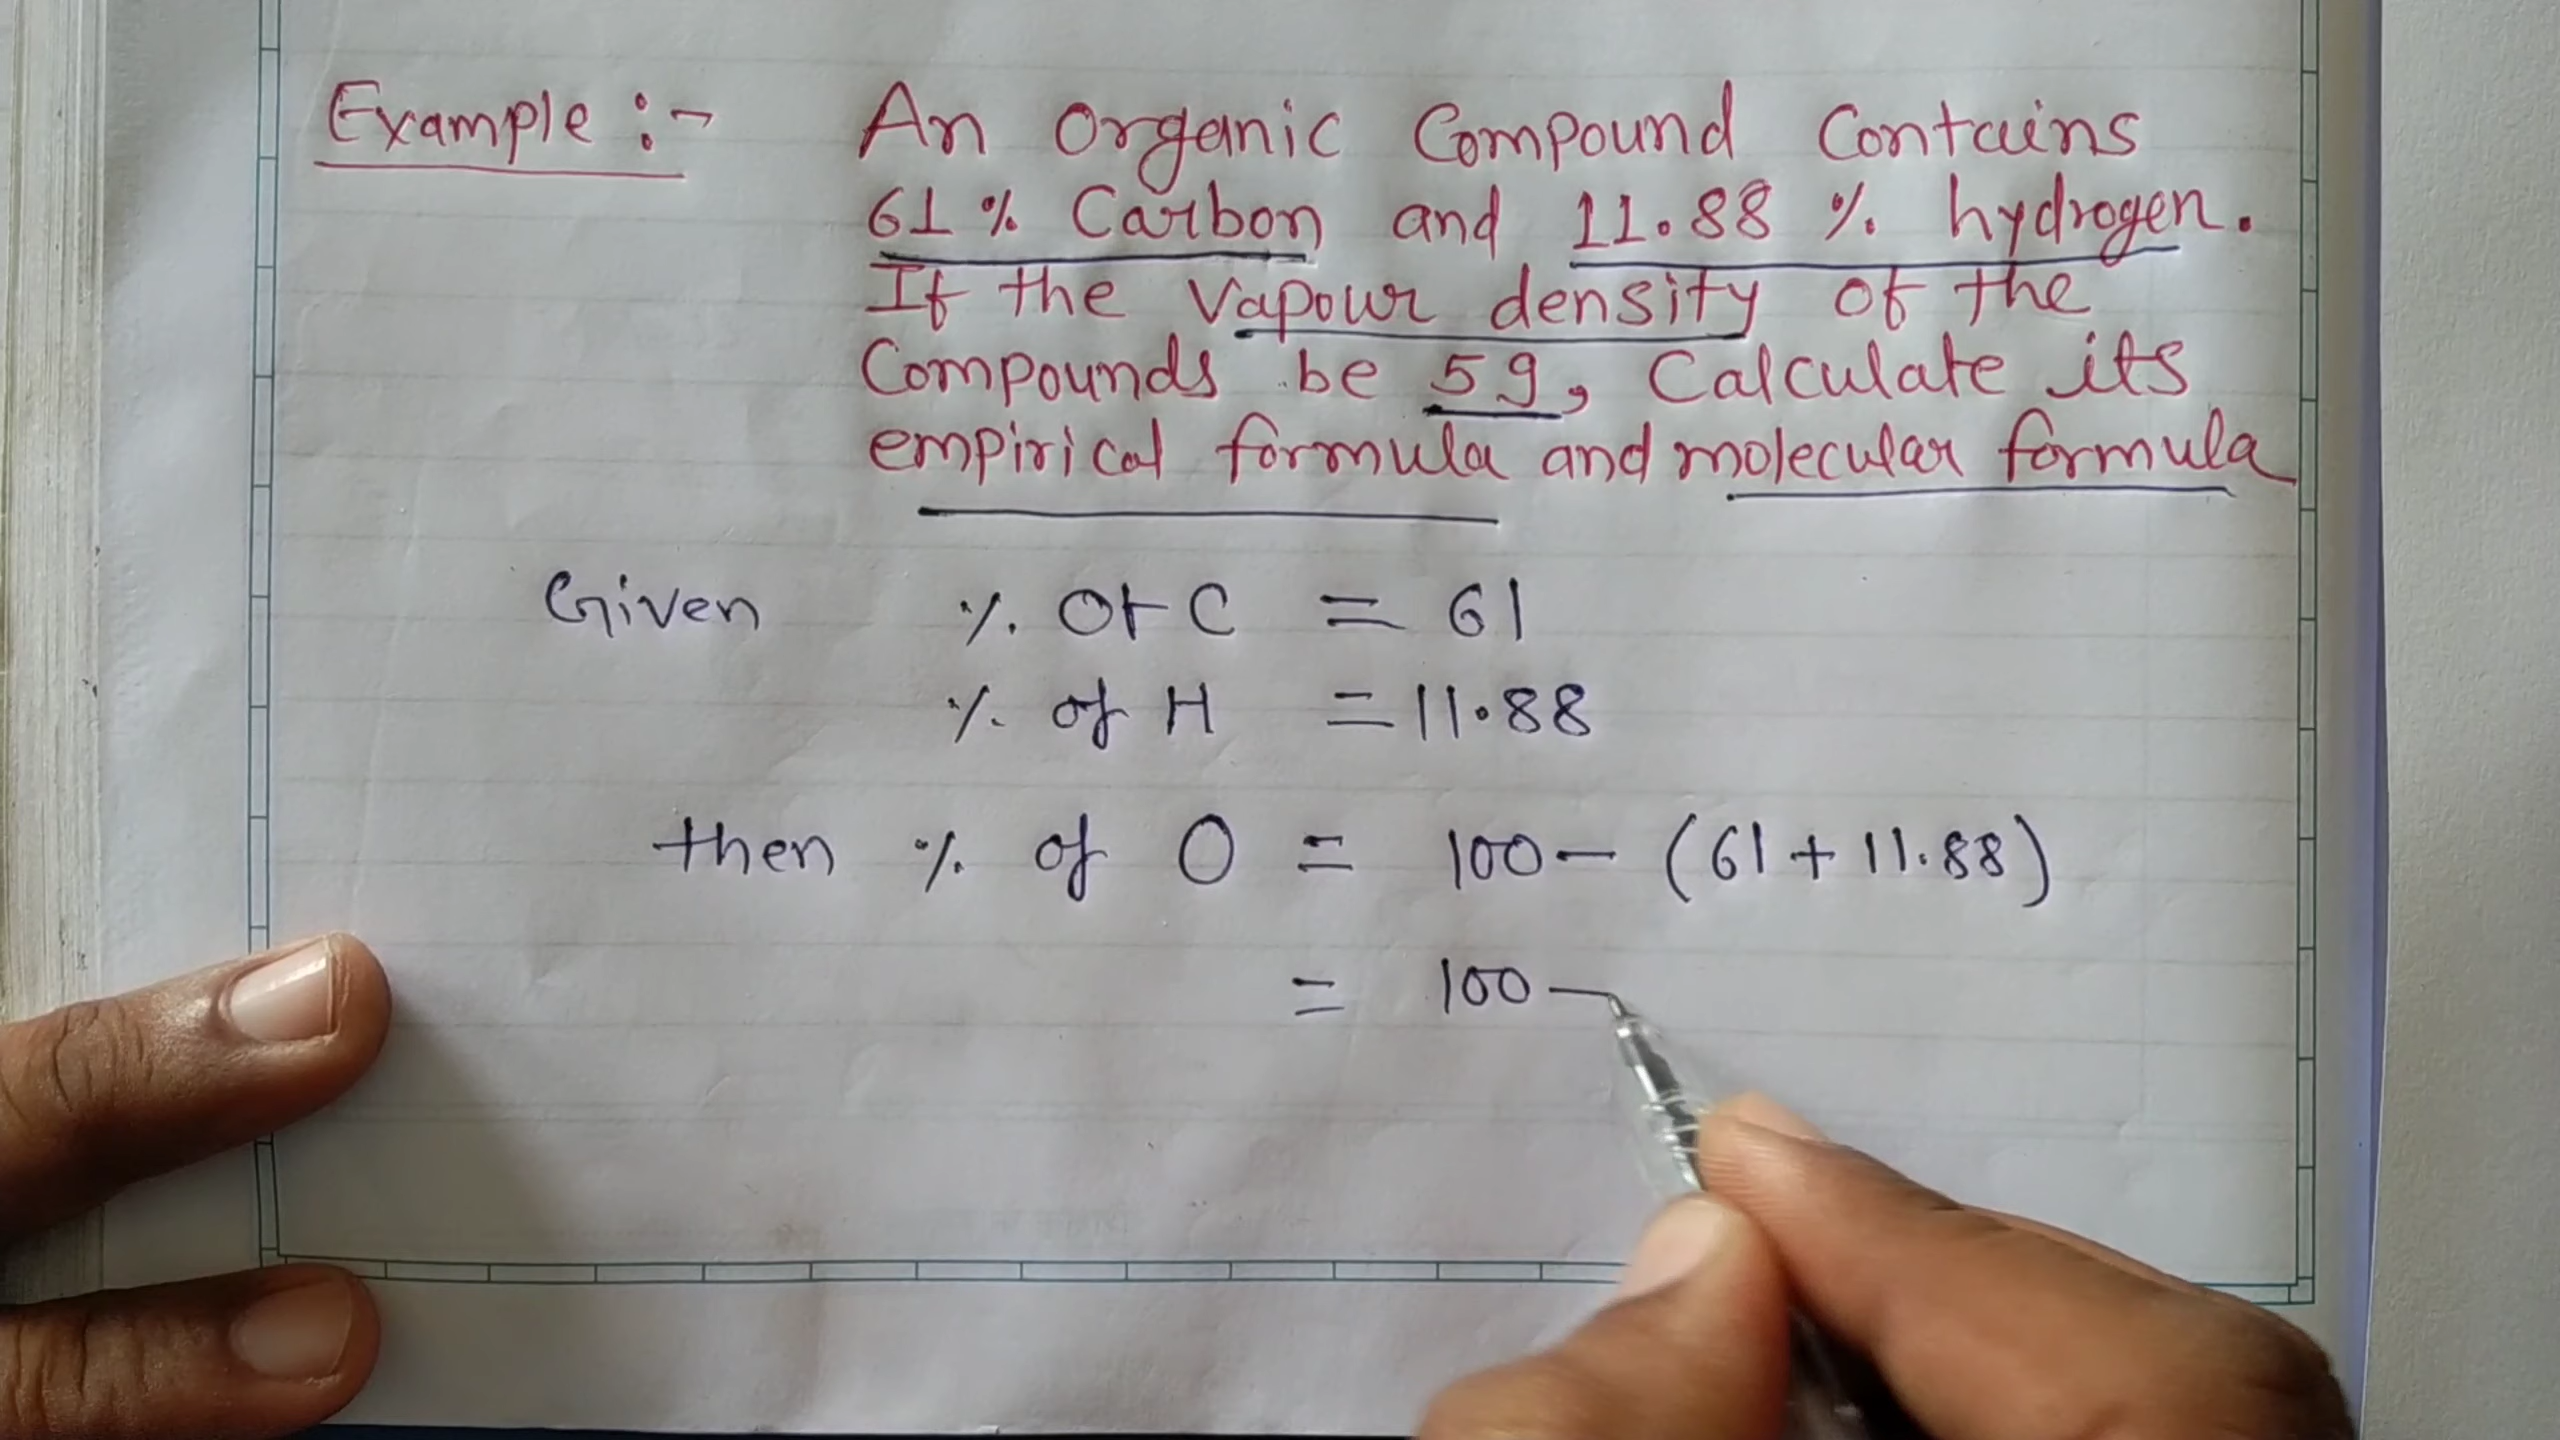 Example :- An Organic Compound Contains
61 % Carbon and 11.88 % hydrogen.
If the vapour density of the
Compounds be 59, Calculate its
empirical formula and molecular formula
Given % Of C = 61
% of H = 11.88
then % of O = 100 - (61 + 11.88)
= 100 -